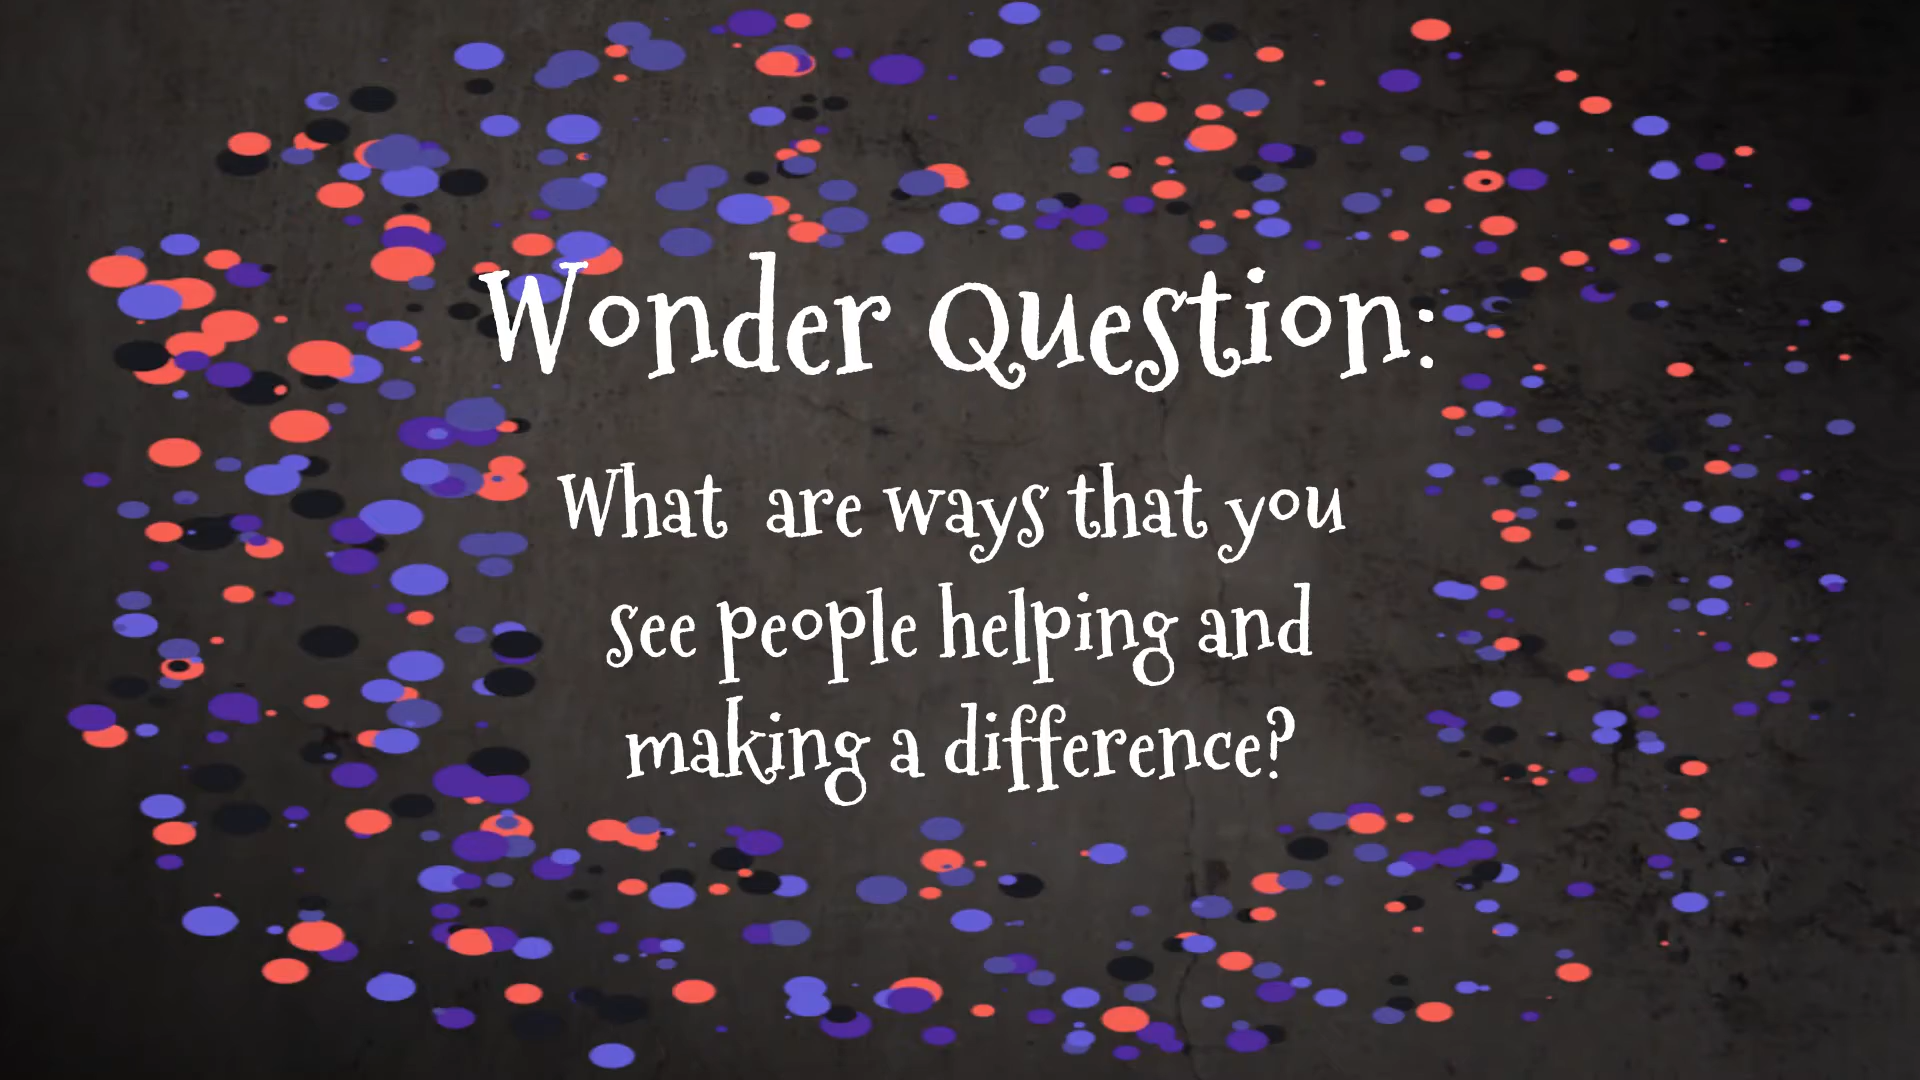 Wonder Question:
What are ways that you
see people helping and
making a difference?